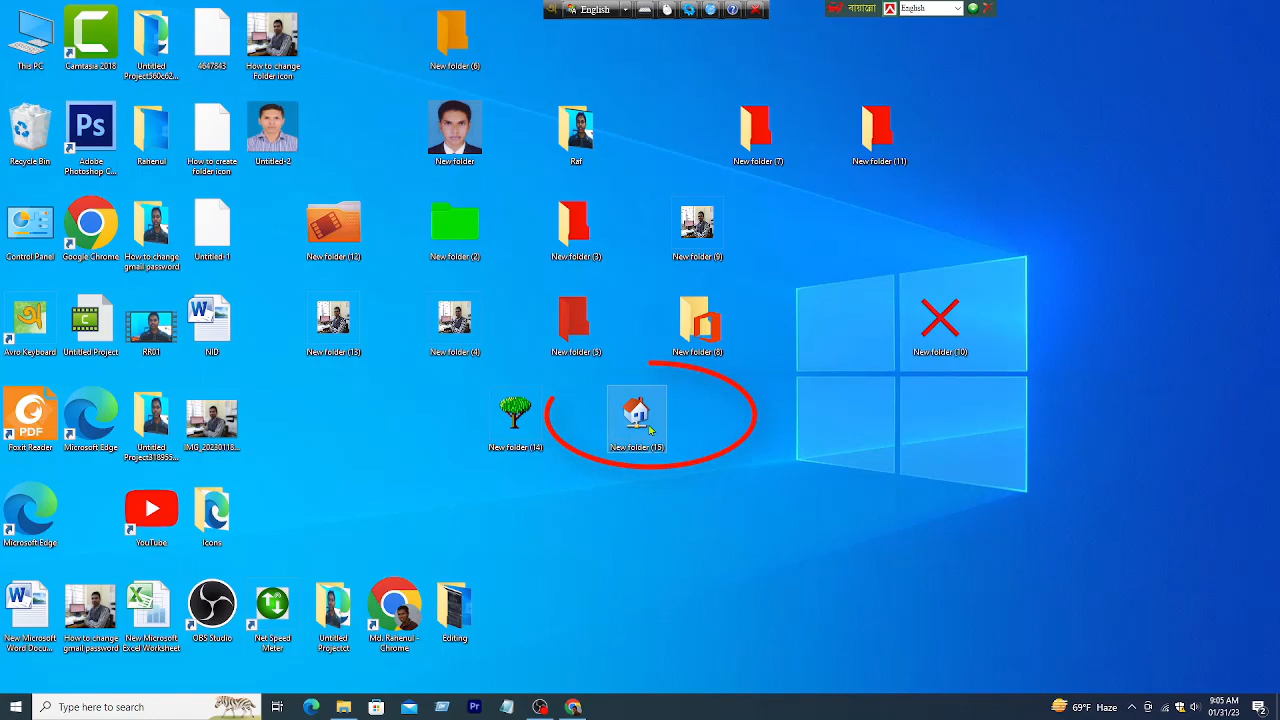 English
বায়ান্নো
English
This PC
Camtasia 2018
Untitled
Project360c62...
4647843
How to change
Folder icon
New folder (6)
Recycle Bin
Adobe
Photoshop C...
Rahenul
How to create
folder icon
Untitled-2
New folder
Raf
New folder (7)
New folder (11)
Control Panel
Google Chrome
How to change
gmail password
Untitled-1
New folder (12)
New folder (2)
New folder (3)
New folder (9)
Avro Keyboard
Untitled Project
RR01
NID
New folder (13)
New folder (4)
New folder (5)
New folder (8)
New folder (10)
PDF
Foxit Reader
Microsoft Edge
Untitled
Project318955...
IMG_20230118...
New folder (14)
New folder (15)
Microsoft Edge
YouTube
Icons
New Microsoft
Word Docu...
How to change
gmail password
New Microsoft
Excel Worksheet
OBS Studio
Net Speed
Meter
Untitled
Projectct
Md. Rahenul -
Chrome
Editing
Type here to search
69°F Haze
9:05 AM
01/31/23